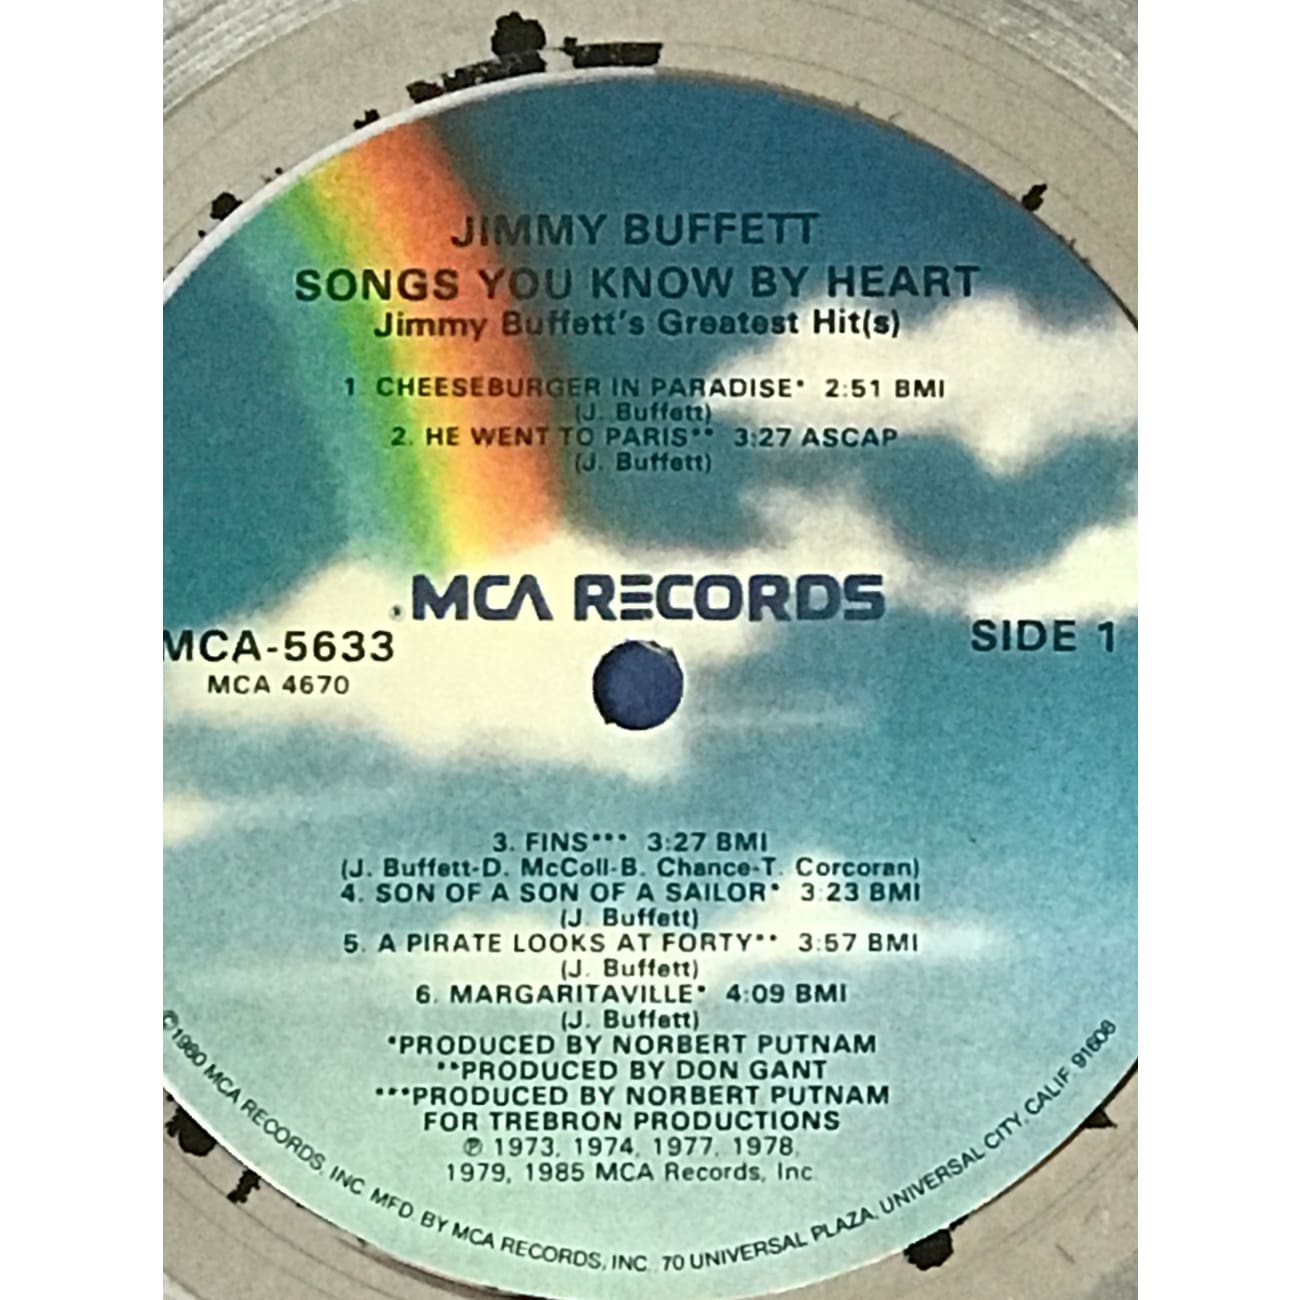 JIMMY BUFFETT
SONGS YOU KNOW BY HEART
Jimmy Buffett's Greatest Hit(s)
1. CHEESEBURGER IN PARADISE* 2:51 BMI
(J. Buffett)
2. HE WENT TO PARIS** 3:27 ASCAP
(J. Buffett)
MCA RECORDS
MCA-5633
MCA 4670
SIDE 1
3. FINS*** 3:27 BMI
(J. Buffett-D. McColl-B. Chance-T. Corcoran)
4. SON OF A SON OF A SAILOR* 3:23 BMI
(J. Buffett)
5. A PIRATE LOOKS AT FORTY** 3:57 BMI
(J. Buffett)
6. MARGARITAVILLE* 4:09 BMI
(J. Buffett)
*PRODUCED BY NORBERT PUTNAM
**PRODUCED BY DON GANT
***PRODUCED BY NORBERT PUTNAM
FOR TREBRON PRODUCTIONS
℗ 1973, 1974, 1977, 1978,
1979, 1985 MCA Records, Inc
©1980 MCA RECORDS, INC. MFD. BY MCA RECORDS, INC. 70 UNIVERSAL PLAZA, UNIVERSAL CITY, CALIF 91608